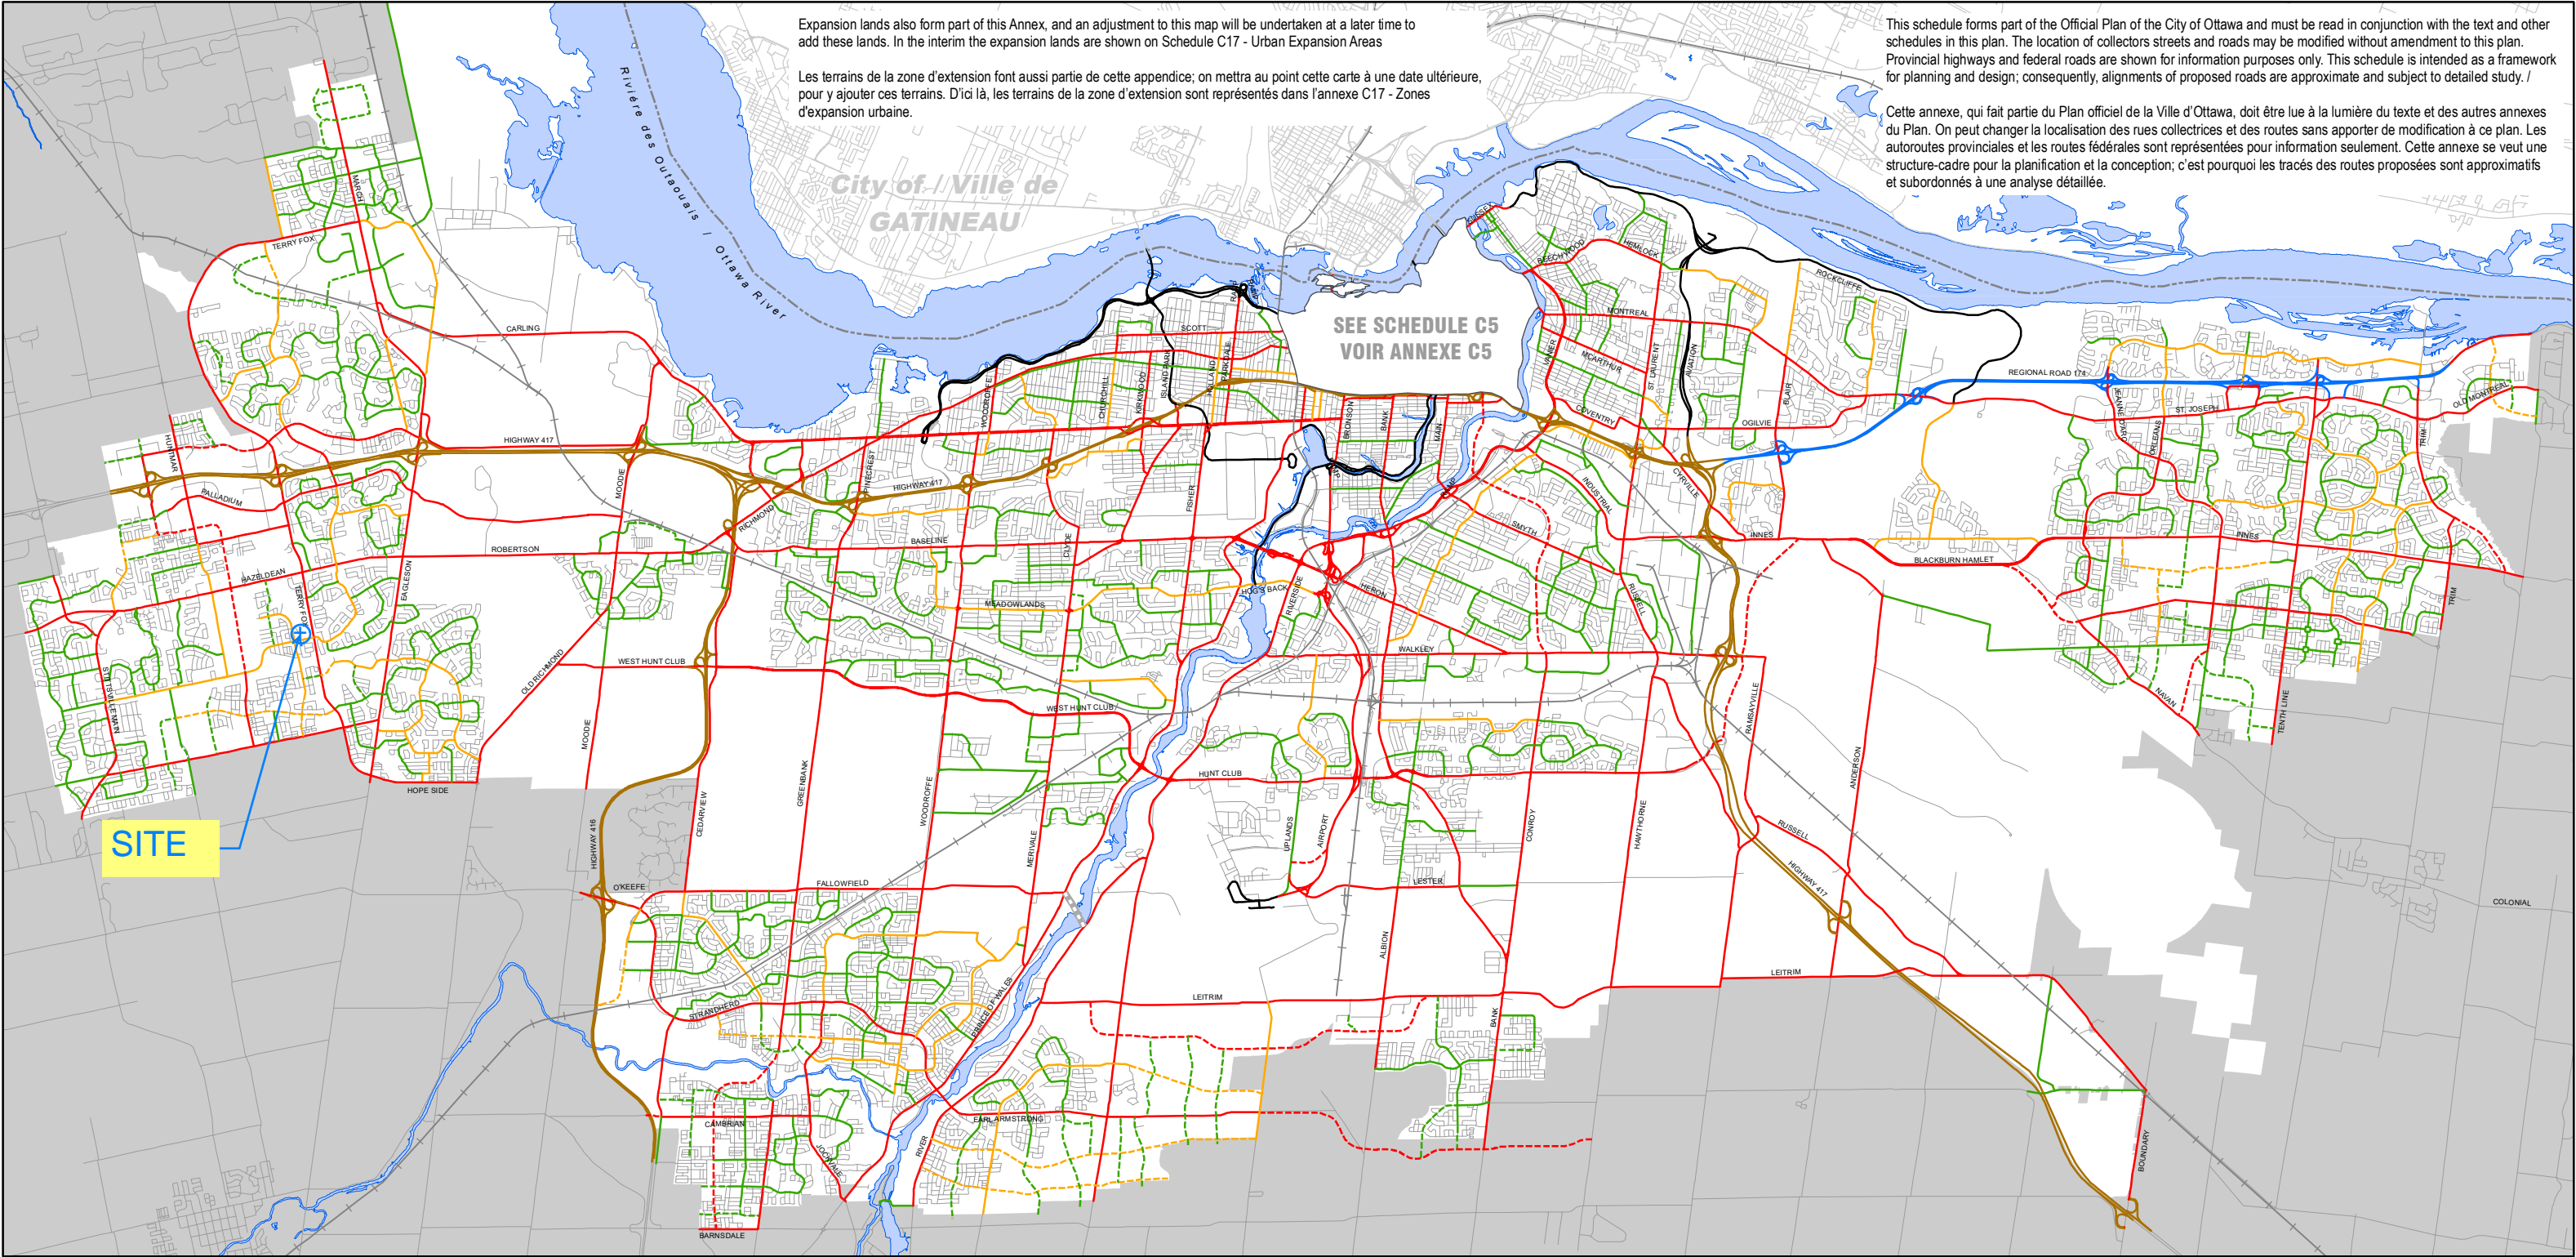 Expansion lands also form part of this Annex, and an adjustment to this map will be undertaken at a later time to
add these lands. In the interim the expansion lands are shown on Schedule C17 - Urban Expansion Areas
Les terrains de la zone d'extension font aussi partie de cette appendice; on mettra au point cette carte à une date ultérieure,
pour y ajouter ces terrains. D'ici là, les terrains de la zone d'extension sont représentés dans l'annexe C17 - Zones
d'expansion urbaine.
This schedule forms part of the Official Plan of the City of Ottawa and must be read in conjunction with the text and other
schedules in this plan. The location of collectors streets and roads may be modified without amendment to this plan.
Provincial highways and federal roads are shown for information purposes only. This schedule is intended as a framework
for planning and design; consequently, alignments of proposed roads are approximate and subject to detailed study. /
Cette annexe, qui fait partie du Plan officiel de la Ville d'Ottawa, doit être lue à la lumière du texte et des autres annexes
du Plan. On peut changer la localisation des rues collectrices et des routes sans apporter de modification à ce plan. Les
autoroutes provinciales et les routes fédérales sont représentées pour information seulement. Cette annexe se veut une
structure-cadre pour la planification et la conception; c'est pourquoi les tracés des routes proposées sont approximatifs
et subordonnés à une analyse détaillée.
Rivière des Outaouais / Ottawa River
City of / Ville de
GATINEAU
SEE SCHEDULE C5
VOIR ANNEXE C5
MARCH
TERRY FOX
CARLING
SCOTT
BEECHWOOD
HEMLOCK
ROCKCLIFFE
MONTREAL
MCARTHUR
VANIER
ST. LAURENT
AVIATION
BLAIR
REGIONAL ROAD 174
OLD MONTREAL
ST. JOSEPH
JEANNE D'ARC
ORLEANS
TRIM
WOODROFFE
CHURCHILL
KIRKWOOD
ISLAND PARK
HOLLAND
PARKDALE
BRONSON
BANK
MAIN
COVENTRY
OGILVIE
CYRVILLE
INDUSTRIAL
HUNTMAR
HIGHWAY 417
PALLADIUM
MOODIE
PINECREST
HIGHWAY 417
RICHMOND
FISHER
CLYDE
BASELINE
ROBERTSON
SMYTH
INNES
INNES
BLACKBURN HAMLET
HAZELDEAN
TERRY FOX
EAGLESON
MEADOWLANDS
HOG'S BACK
RIVERSIDE
HERON
RUSSELL
TRIM
WALKLEY
WEST HUNT CLUB
OLD RICHMOND
STITTSVILLE MAIN
MOODIE
WEST HUNT CLUB
RAMSAYVILLE
NAVAN
TENTH LINE
HOPE SIDE
HUNT CLUB
ANDERSON
SITE
HIGHWAY 416
CEDARVIEW
GREENBANK
WOODROFFE
MERIVALE
UPLANDS
AIRPORT
CONROY
HAWTHORNE
RUSSELL
HIGHWAY 417
O'KEEFE
FALLOWFIELD
LESTER
COLONIAL
ALBION
LEITRIM
LEITRIM
STRANDHERD
PRINCE OF WALES
BANK
CAMBRIAN
EARL ARMSTRONG
JOCKVALE
RIVER
BOUNDARY
BARNSDALE